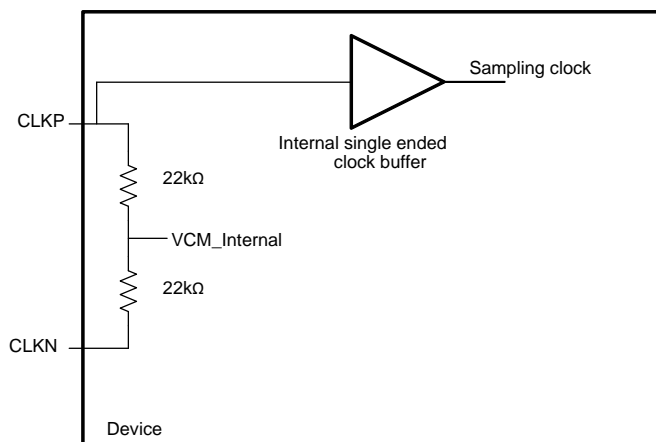 Sampling clock
CLKP
Internal single ended
clock buffer
22kΩ
VCM_Internal
22kΩ
CLKN
Device